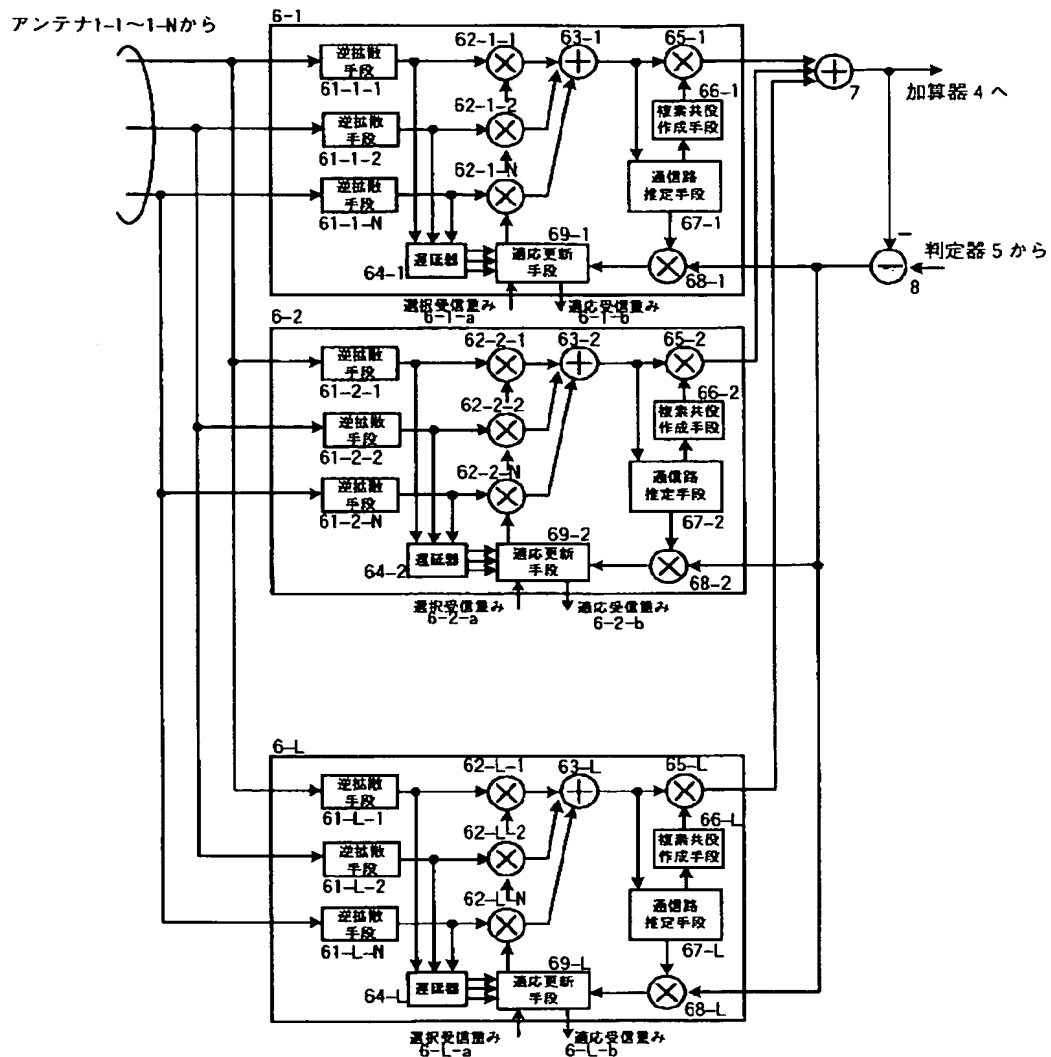 アンテナ1-1~1-Nから
6-1
逆拡散
手段
61-1-1
逆拡散
手段
61-1-2
逆拡散
手段
61-1-N
62-1-1
62-1-2
62-1-N
63-1
65-1
66-1
複素共役
作成手段
通信路
推定手段
67-1
68-1
69-1
適応更新
手段
64-1
遅延器
選択受信重み
6-1-a
適応受信重み
6-1-b
7
加算器4へ
判定器5から
8
6-2
逆拡散
手段
61-2-1
逆拡散
手段
61-2-2
逆拡散
手段
61-2-N
62-2-1
62-2-2
62-2-N
63-2
65-2
66-2
複素共役
作成手段
通信路
推定手段
67-2
68-2
69-2
適応更新
手段
64-2
遅延器
選択受信重み
6-2-a
適応受信重み
6-2-b
6-L
逆拡散
手段
61-L-1
逆拡散
手段
61-L-2
逆拡散
手段
61-L-N
62-L-1
62-L-2
62-L-N
63-L
65-L
66-L
複素共役
作成手段
通信路
推定手段
67-L
68-L
69-L
適応更新
手段
64-L
遅延器
選択受信重み
6-L-a
適応受信重み
6-L-b